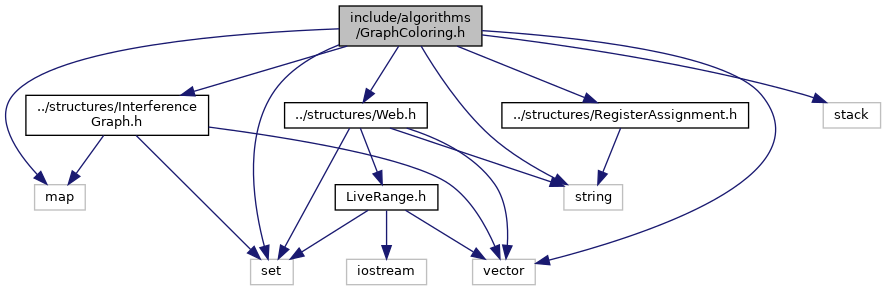 include/algorithms
/GraphColoring.h
../structures/Interference
Graph.h
../structures/Web.h
../structures/RegisterAssignment.h
stack
map
LiveRange.h
string
set
iostream
vector